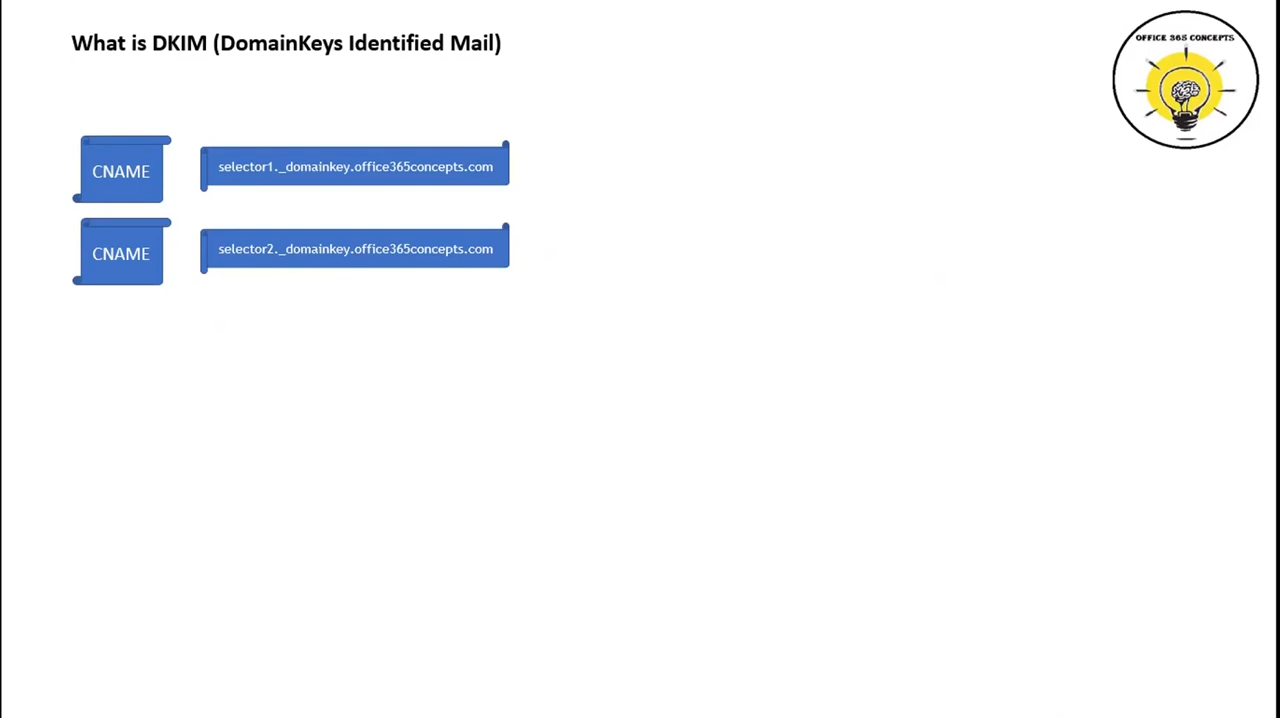 What is DKIM (DomainKeys Identified Mail)
OFFICE 365 CONCEPTS
CNAME
selector1._domainkey.office365concepts.com
CNAME
selector2._domainkey.office365concepts.com